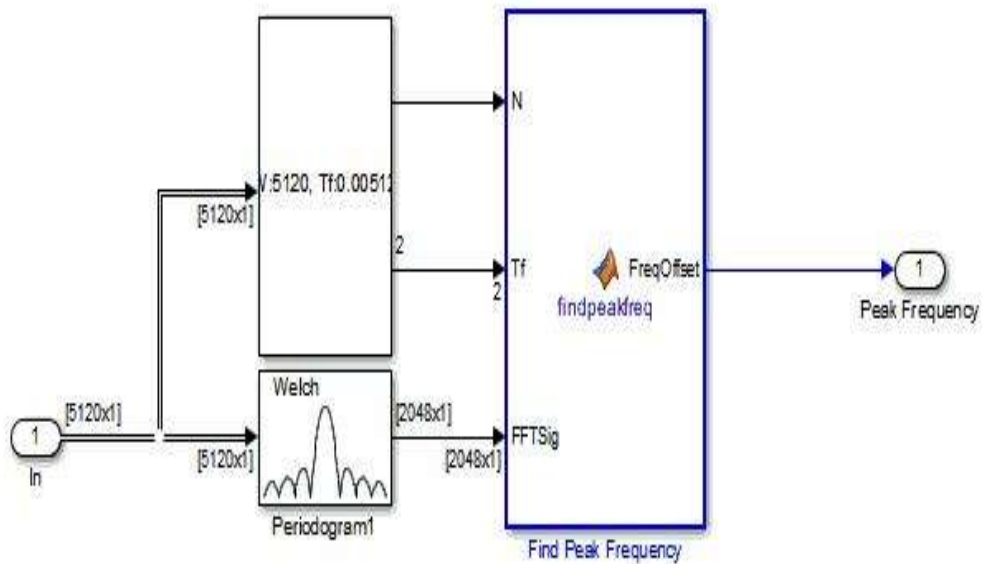 N
V:5120, Tf:0.00512
[5120x1]
2
Tf
2
FreqOffset
findpeakfreq
1
Peak Frequency
Welch
[5120x1]
[2048x1]
1
In
[5120x1]
[2048x1]
FFTSig
Periodogram1
Find Peak Frequency